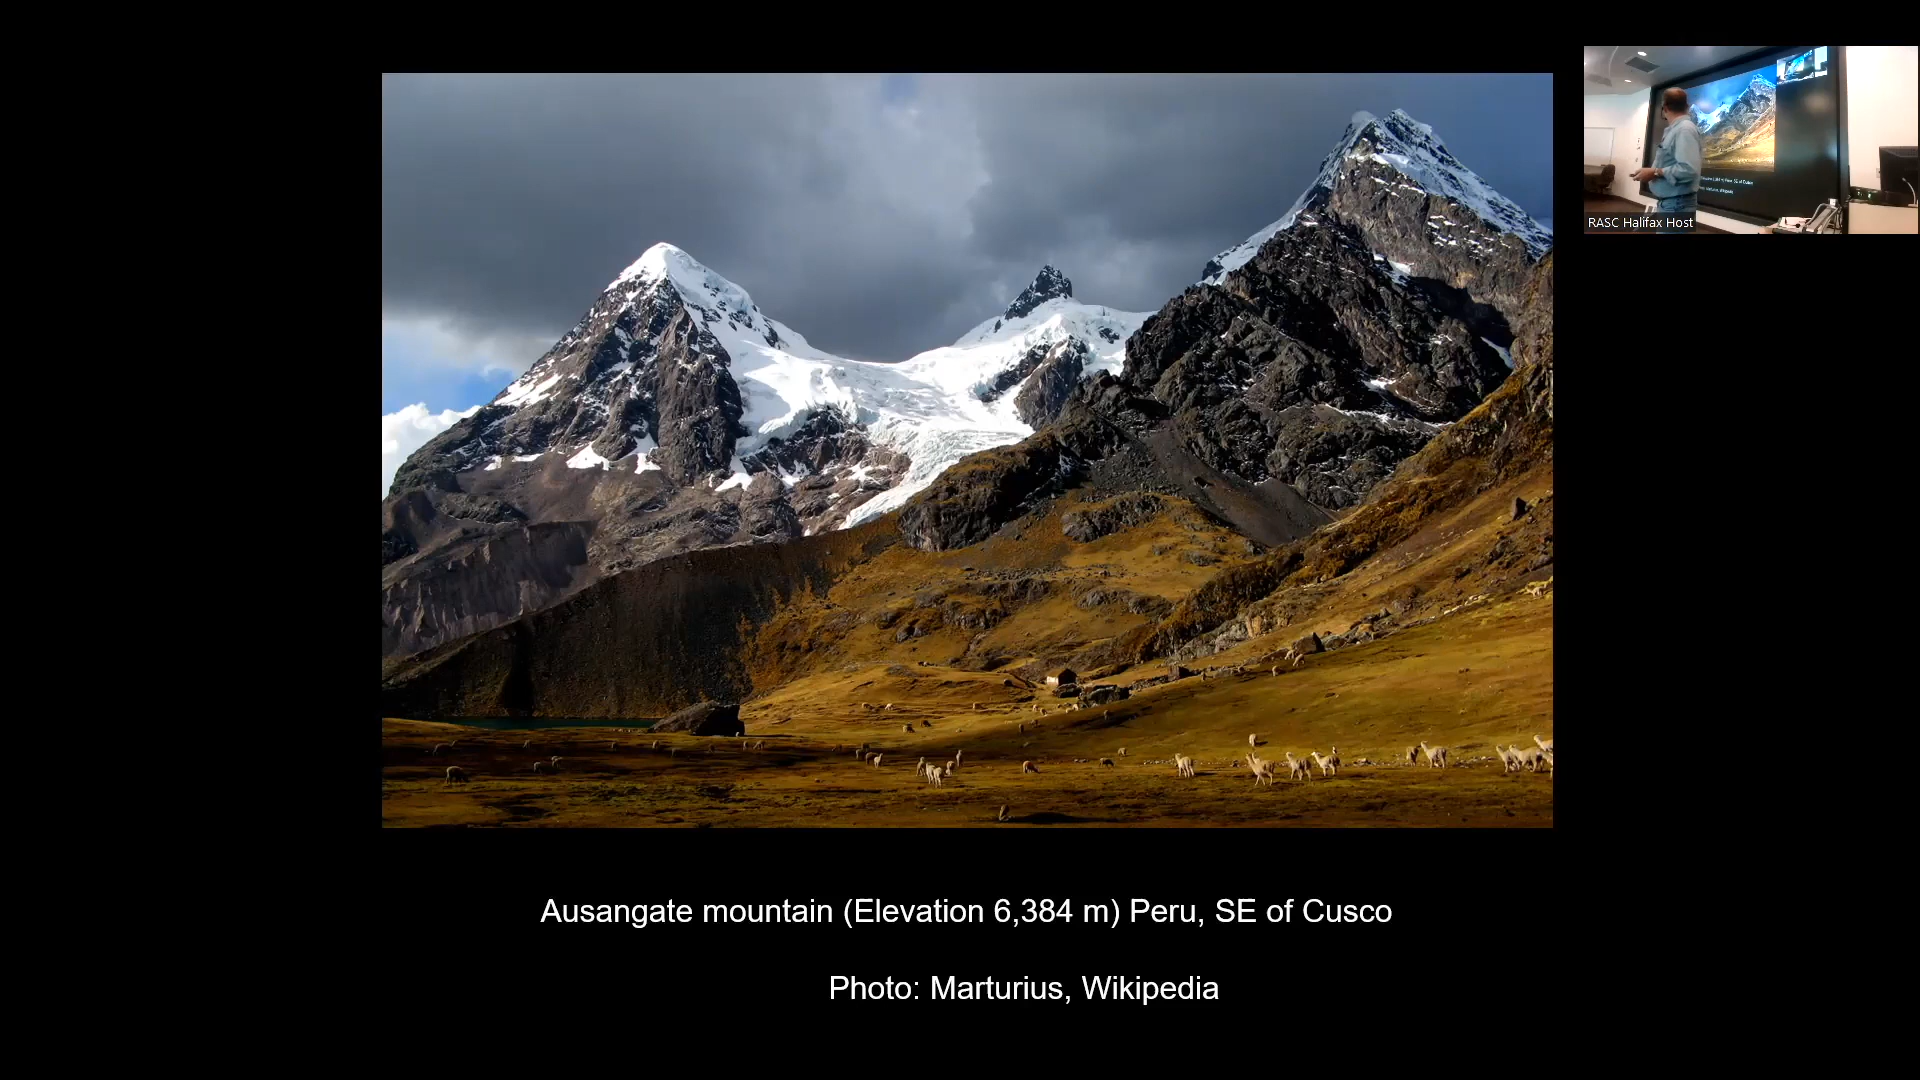 RASC Halifax Host
Ausangate mountain (Elevation 6,384 m) Peru, SE of Cusco
Photo: Marturius, Wikipedia